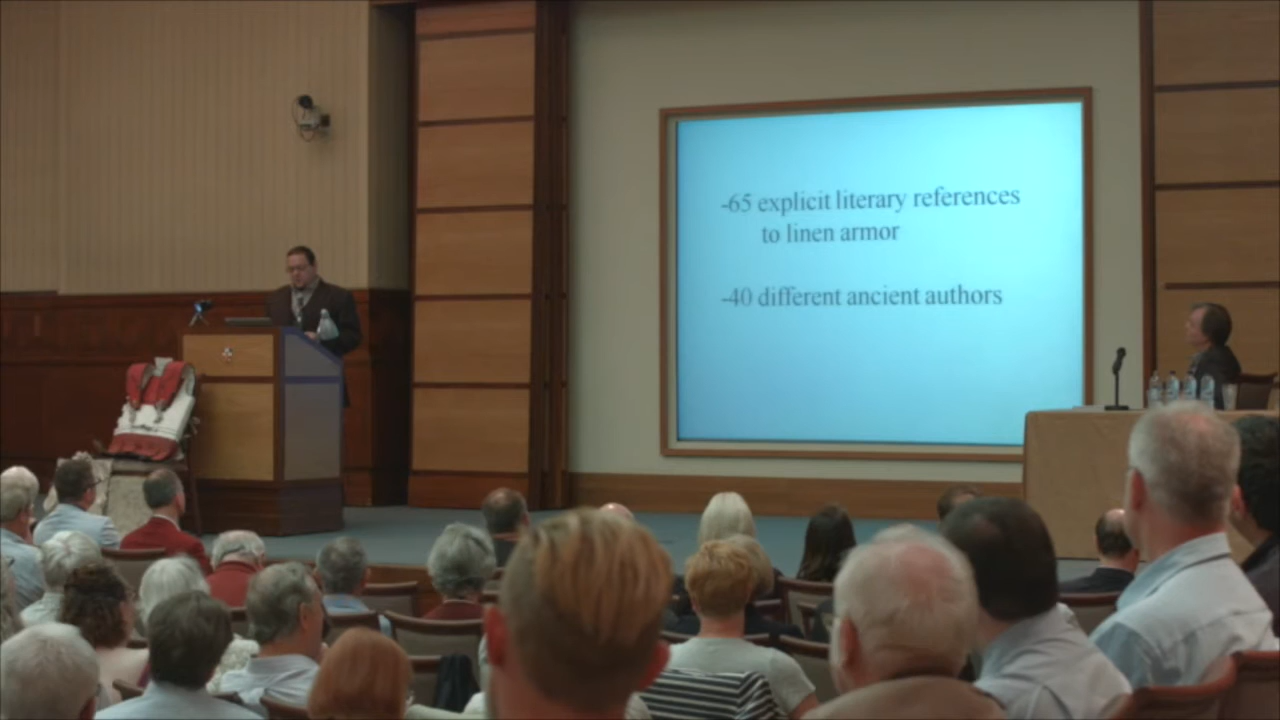 -65 explicit literary references
to linen armor
-40 different ancient authors